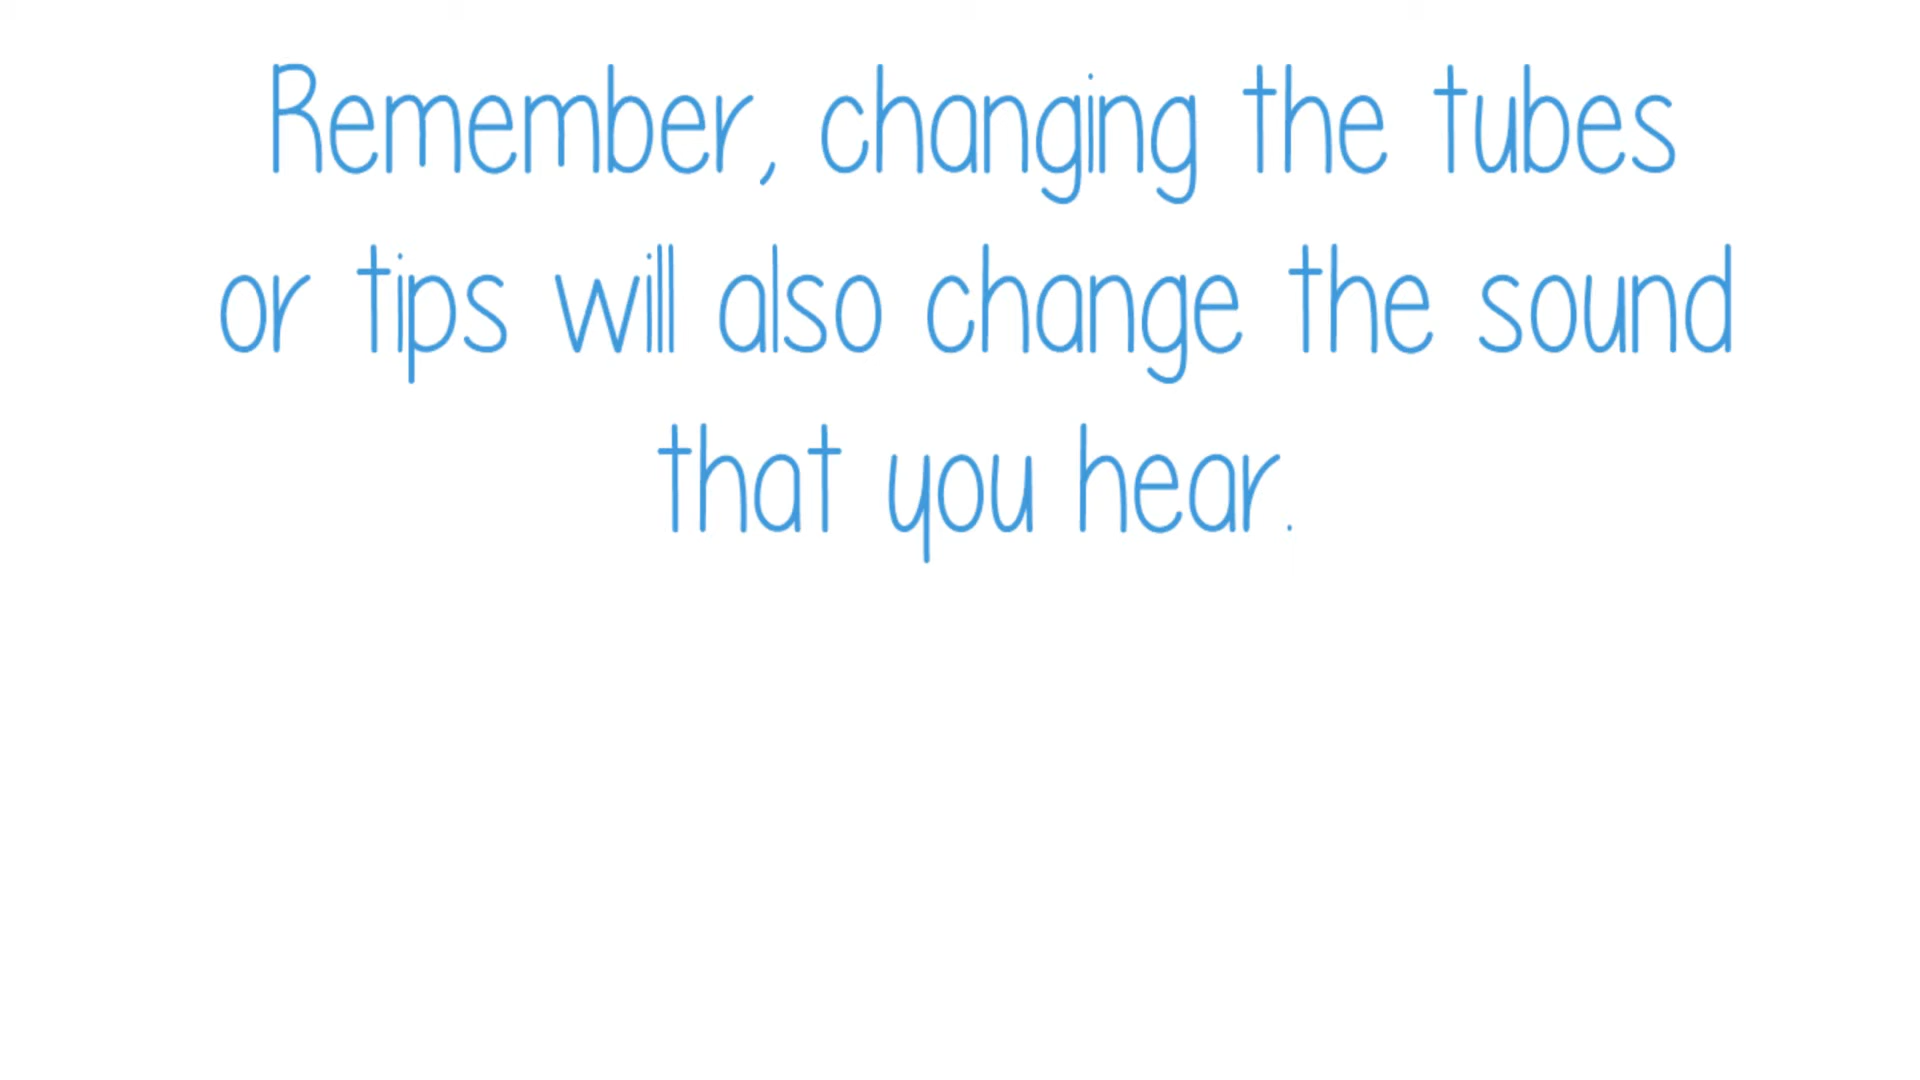 Remember, changing the tubes
or tips will also change the sound
that you hear.